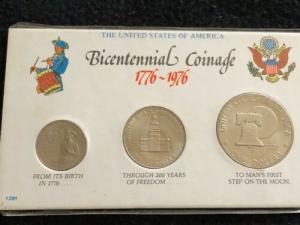 THE UNITED STATES OF AMERICA
Bicentennial Coinage
1776~1976
FROM ITS BIRTH
IN 1776 . . . .
THROUGH 200 YEARS
OF FREEDOM . . . .
TO MAN'S FIRST
STEP ON THE MOON.